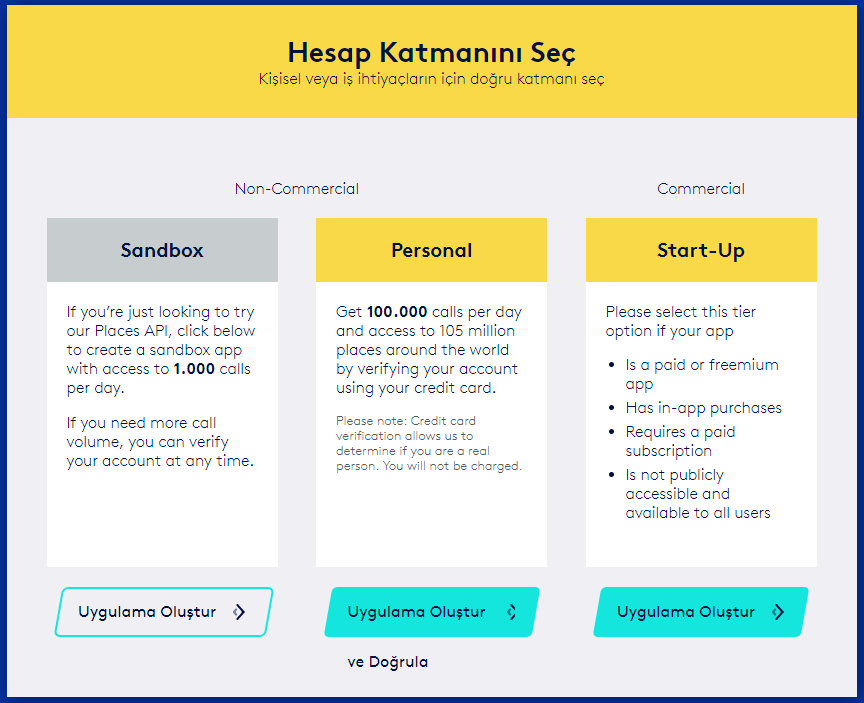 Hesap Katmanını Seç
Kişisel veya iş ihtiyaçların için doğru katmanı seç
Non-Commercial
Commercial
Sandbox
If you're just looking to try
our Places API, click below
to create a sandbox app
with access to 1.000 calls
per day.
If you need more call
volume, you can verify
your account at any time.
Uygulama Oluştur
Personal
Get 100.000 calls per day
and access to 105 million
places around the world
by verifying your account
using your credit card.
Please note: Credit card
verification allows us to
determine if you are a real
person. You will not be charged.
Uygulama Oluştur
ve Doğrula
Start-Up
Please select this tier
option if your app
• Is a paid or freemium
app
• Has in-app purchases
• Requires a paid
subscription
• Is not publicly
accessible and
available to all users
Uygulama Oluştur